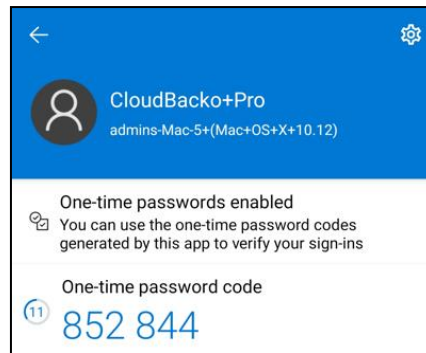 CloudBacko+Pro
admins-Mac-5+(Mac+OS+X+10.12)
One-time passwords enabled
You can use the one-time password codes
generated by this app to verify your sign-ins
One-time password code
11
852 844